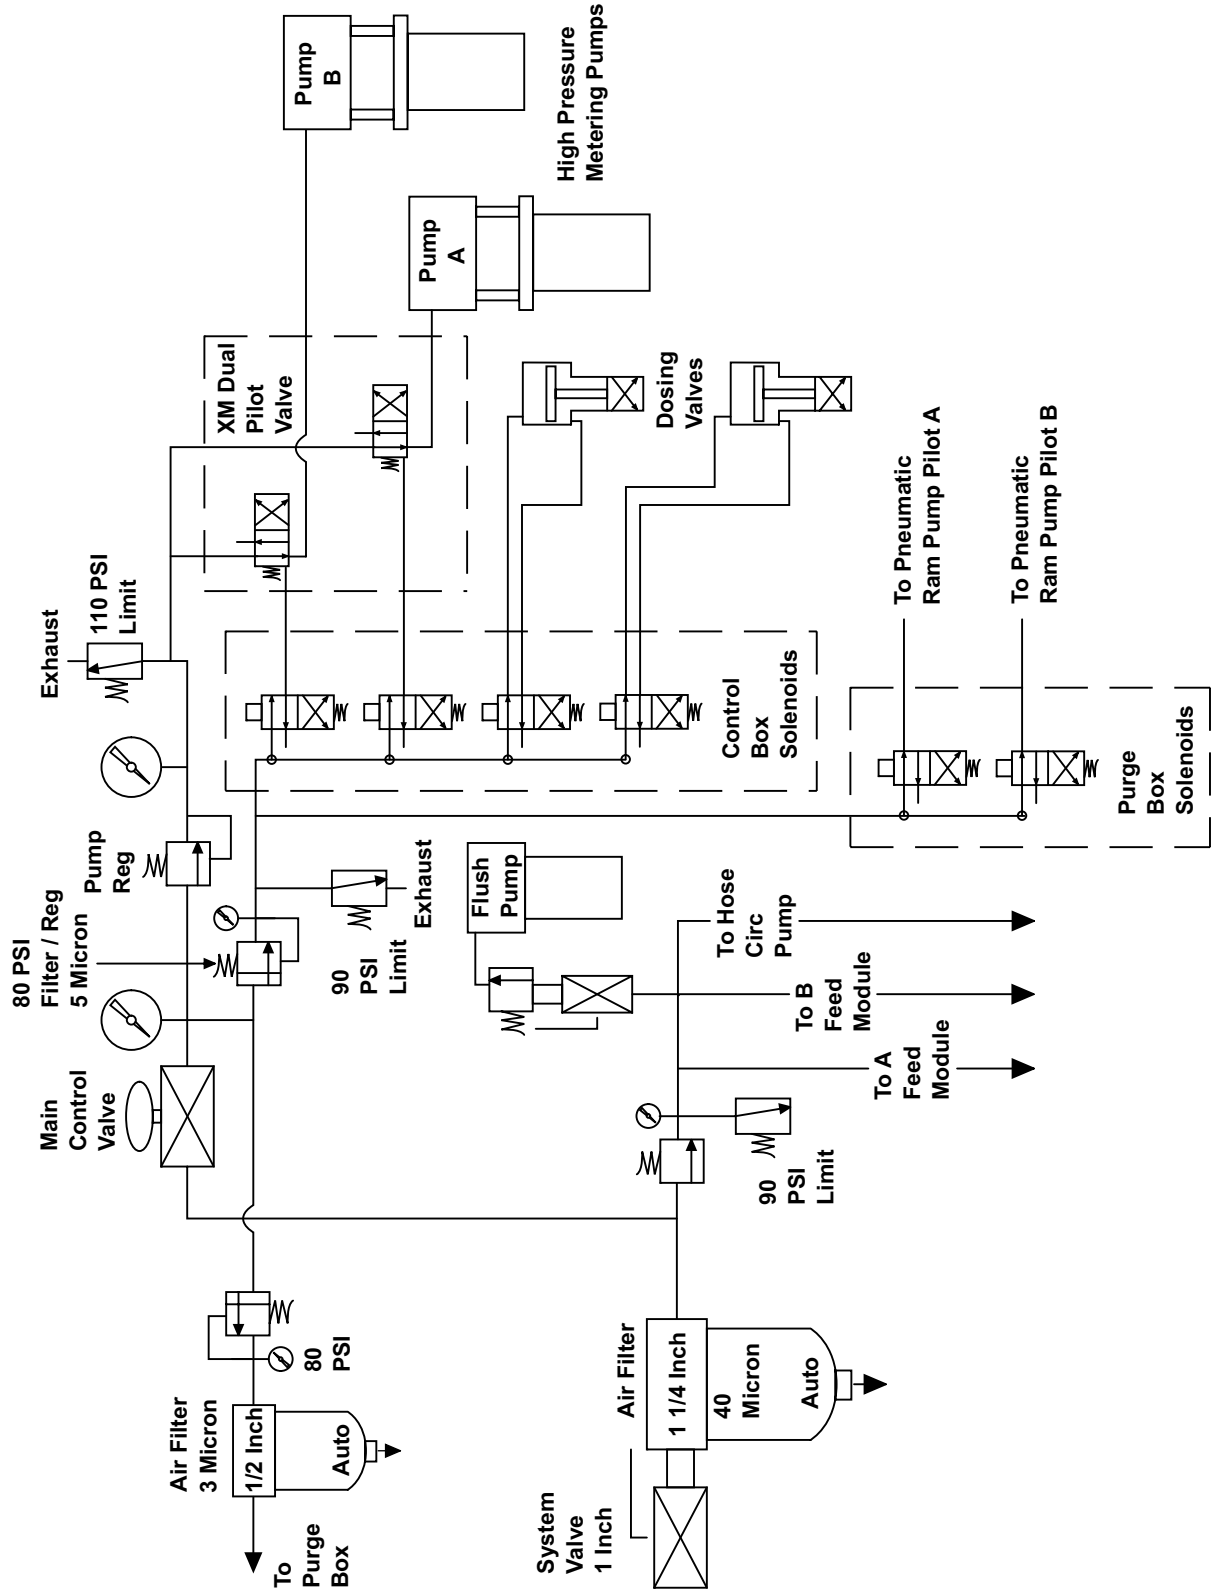 To
Purge
Box
Air Filter
3 Micron
1/2 Inch
Auto
80
PSI
System
Valve
1 Inch
Air Filter
1 1/4 Inch
40
Micron
Auto
Main
Control
Valve
80 PSI
Filter / Reg
5 Micron
Pump
Reg
90
PSI
Limit
Exhaust
Flush
Pump
90
PSI
Limit
To A
Feed
Module
To B
Feed
Module
To Hose
Circ
Pump
Exhaust
110 PSI
Limit
Control
Box
Solenoids
Purge
Box
Solenoids
XM Dual
Pilot
Valve
Dosing
Valves
To Pneumatic
Ram Pump Pilot A
To Pneumatic
Ram Pump Pilot B
Pump
A
Pump
B
High Pressure
Metering Pumps